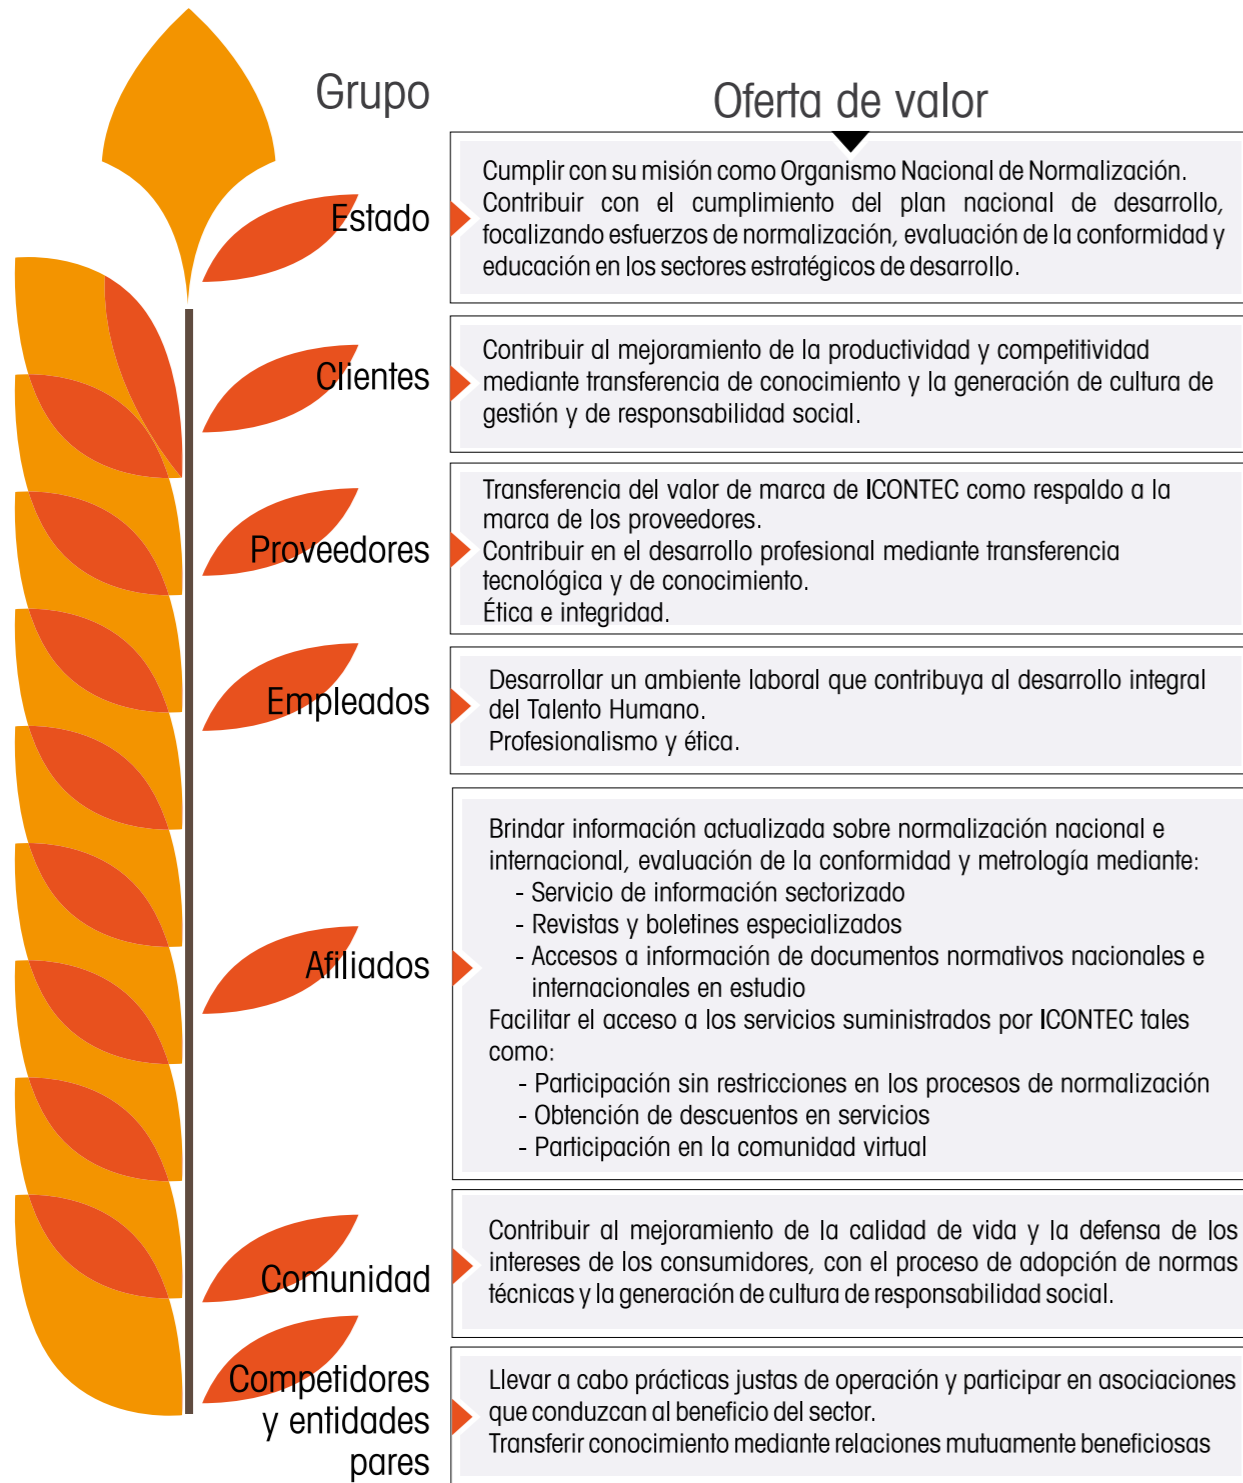 Grupo
Oferta de valor
Estado
Cumplir con su misión como Organismo Nacional de Normalización.
Contribuir con el cumplimiento del plan nacional de desarrollo,
focalizando esfuerzos de normalización, evaluación de la conformidad y
educación en los sectores estratégicos de desarrollo.
Clientes
Contribuir al mejoramiento de la productividad y competitividad
mediante transferencia de conocimiento y la generación de cultura de
gestión y de responsabilidad social.
Proveedores
Transferencia del valor de marca de ICONTEC como respaldo a la
marca de los proveedores.
Contribuir en el desarrollo profesional mediante transferencia
tecnológica y de conocimiento.
Ética e integridad.
Empleados
Desarrollar un ambiente laboral que contribuya al desarrollo integral
del Talento Humano.
Profesionalismo y ética.
Afiliados
Brindar información actualizada sobre normalización nacional e
internacional, evaluación de la conformidad y metrología mediante:
- Servicio de información sectorizado
- Revistas y boletines especializados
- Accesos a información de documentos normativos nacionales e
internacionales en estudio
Facilitar el acceso a los servicios suministrados por ICONTEC tales
como:
- Participación sin restricciones en los procesos de normalización
- Obtención de descuentos en servicios
- Participación en la comunidad virtual
Comunidad
Contribuir al mejoramiento de la calidad de vida y la defensa de los
intereses de los consumidores, con el proceso de adopción de normas
técnicas y la generación de cultura de responsabilidad social.
Competidores
y entidades
pares
Llevar a cabo prácticas justas de operación y participar en asociaciones
que conduzcan al beneficio del sector.
Transferir conocimiento mediante relaciones mutuamente beneficiosas